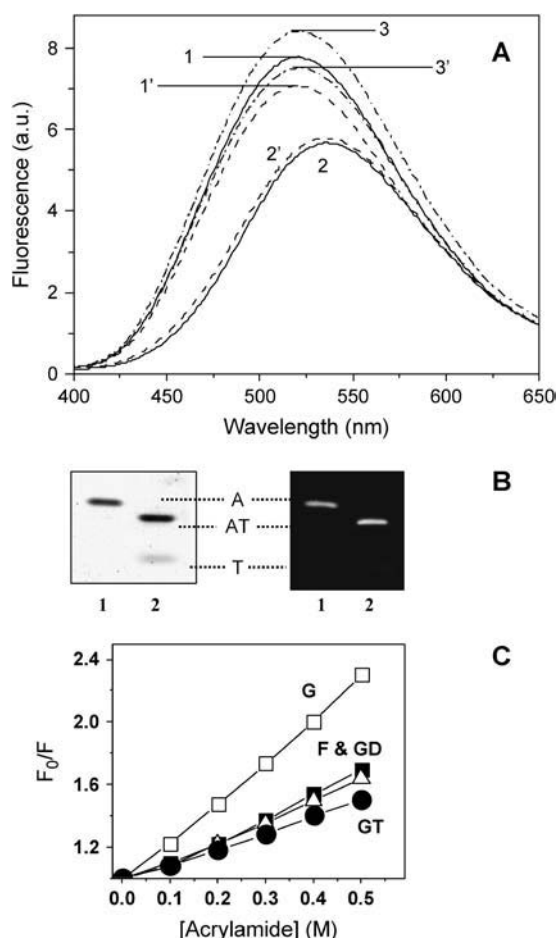 3
A
1
3'
1'
2'
2
8
6
4
2
0
Fluorescence (a.u.)
400 450 500 550 600 650
Wavelength (nm)
B
A
AT
T
1 2
1 2
C
2.4
2.0
1.6
1.2
F0/F
G
F & GD
GT
0.0 0.1 0.2 0.3 0.4 0.5
[Acrylamide] (M)